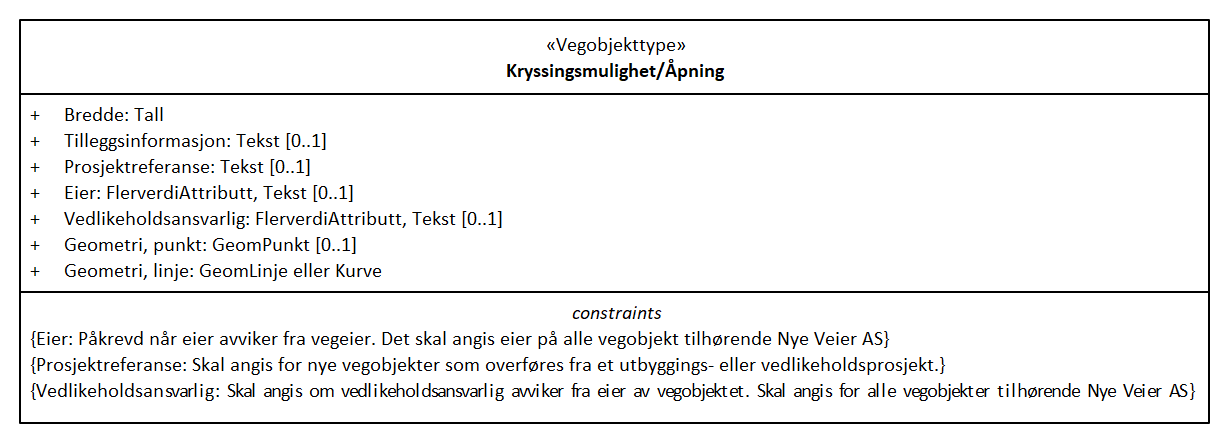 «Vegobjekttype»
Kryssingsmulighet/Åpning
+ Bredde: Tall
+ Tilleggsinformasjon: Tekst [0..1]
+ Prosjektreferanse: Tekst [0..1]
+ Eier: FlerverdiAttributt, Tekst [0..1]
+ Vedlikeholdsansvarlig: FlerverdiAttributt, Tekst [0..1]
+ Geometri, punkt: GeomPunkt [0..1]
+ Geometri, linje: GeomLinje eller Kurve
constraints
{Eier: Påkrevd når eier avviker fra vegeier. Det skal angis eier på alle vegobjekt tilhørende Nye Veier AS}
{Prosjektreferanse: Skal angis for nye vegobjekter som overføres fra et utbyggings- eller vedlikeholdsprosjekt.}
{Vedlikeholdsansvarlig: Skal angis om vedlikeholdsansvarlig avviker fra eier av vegobjektet. Skal angis for alle vegobjekter tilhørende Nye Veier AS}